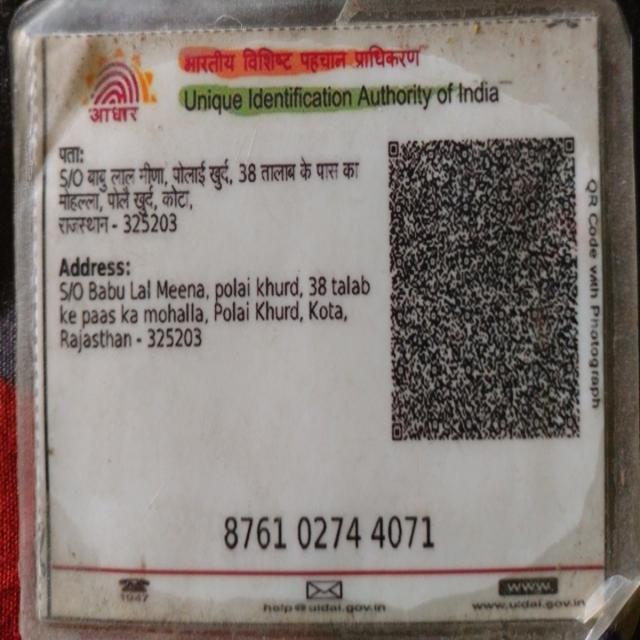 भारतीय विशिष्ट पहचान प्राधिकरण
Unique Identification Authority of India
आधार
पता:
S/O बाबु लाल मीणा, पोलाई खुर्द, 38 तालाब के पास का
मोहल्ला, पोले खुर्द, कोटा,
राजस्थान - 325203
Address:
S/O Babu Lal Meena, polai khurd, 38 talab
ke paas ka mohalla, Polai Khurd, Kota,
Rajasthan - 325203
QR Code with Photograph
8761 0274 4071
1947
help@uidai.gov.in
www.
www.uidai.gov.in